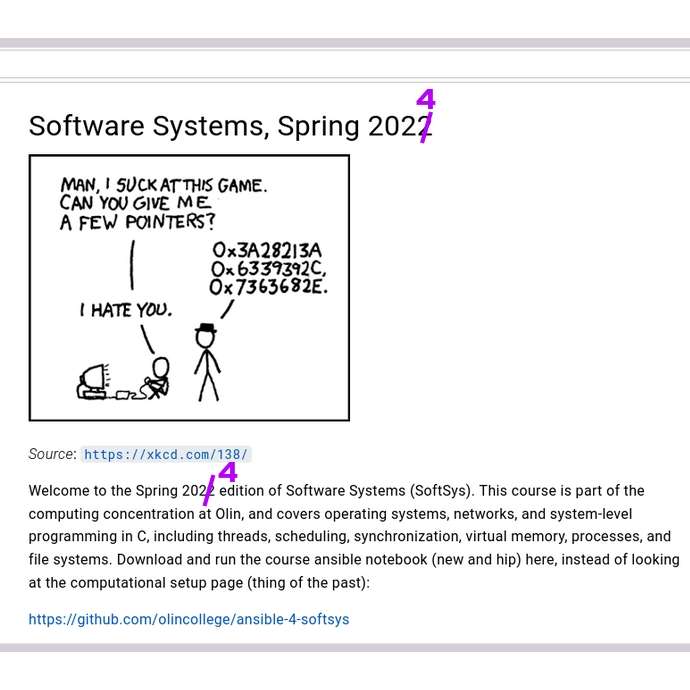 4
Software Systems, Spring 2022
MAN, I SUCK AT THIS GAME.
CAN YOU GIVE ME
A FEW POINTERS?
0x3A28213A
0x6339392C,
0x7363682E.
I HATE YOU.
Source: https://xkcd.com/138/
4
Welcome to the Spring 2022 edition of Software Systems (SoftSys). This course is part of the
computing concentration at Olin, and covers operating systems, networks, and system-level
programming in C, including threads, scheduling, synchronization, virtual memory, processes, and
file systems. Download and run the course ansible notebook (new and hip) here, instead of looking
at the computational setup page (thing of the past):
https://github.com/olincollege/ansible-4-softsys